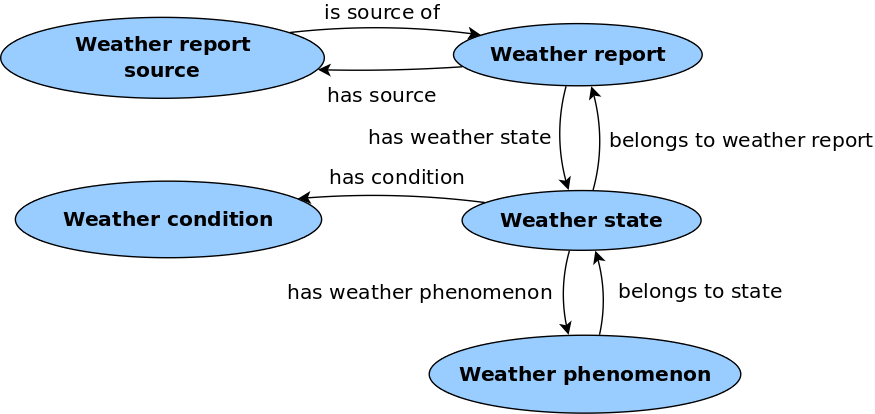 is source of
Weather report
source
Weather report
has source
has weather state
belongs to weather report
has condition
Weather condition
Weather state
has weather phenomenon
belongs to state
Weather phenomenon